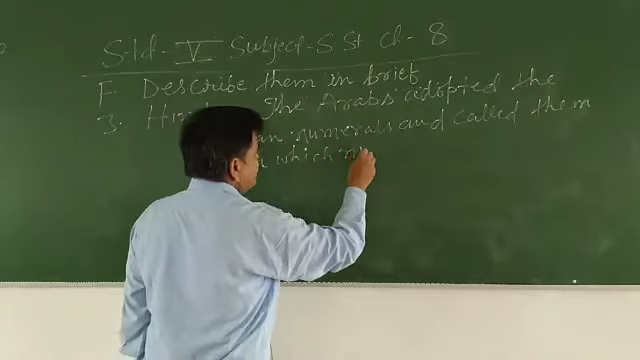 Std - V Subject - S St Ch - 8
F. Describe them in brief
3. The Arabs adopted the
numerals and called them
which